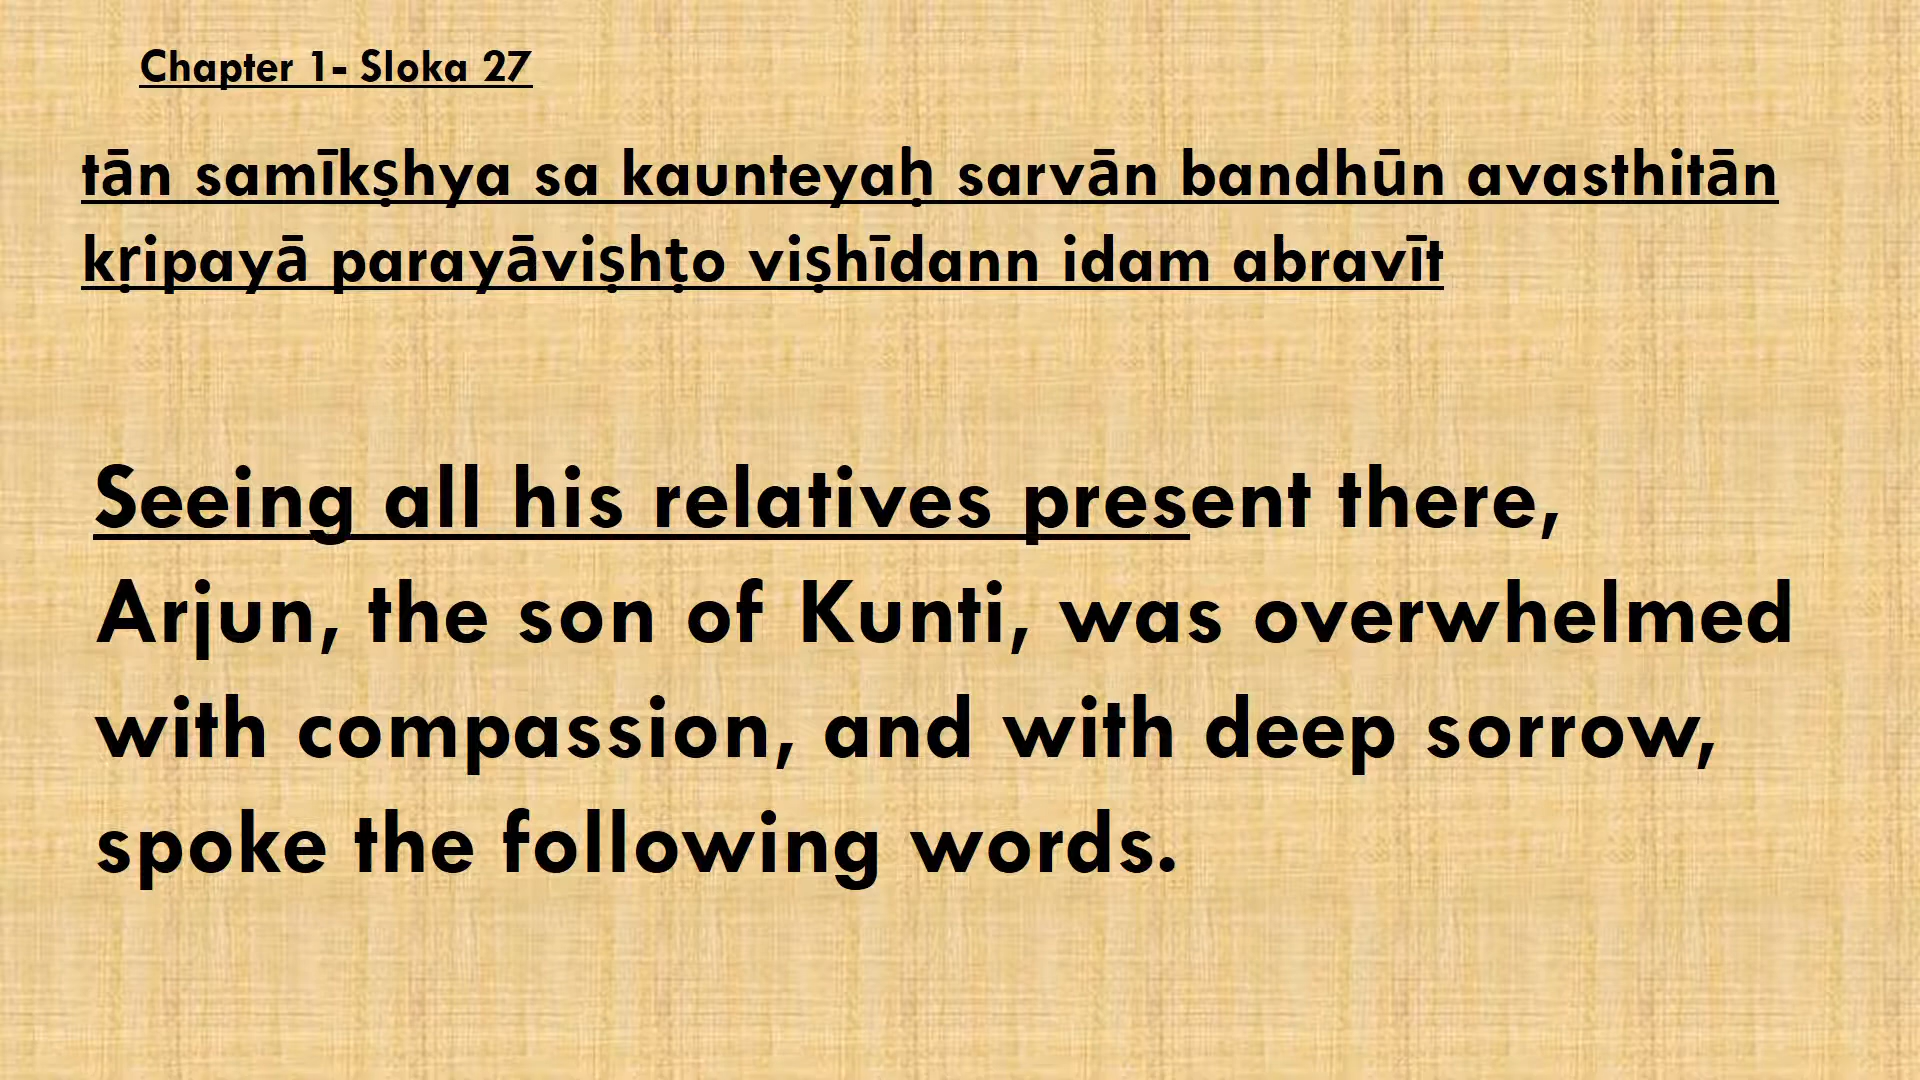 Chapter 1- Sloka 27
tān samīkṣhya sa kaunteyaḥ sarvān bandhūn avasthitān
kṛipayā parayāviṣhṭo viṣhīdann idam abravīt
Seeing all his relatives present there,
Arjun, the son of Kunti, was overwhelmed
with compassion, and with deep sorrow,
spoke the following words.